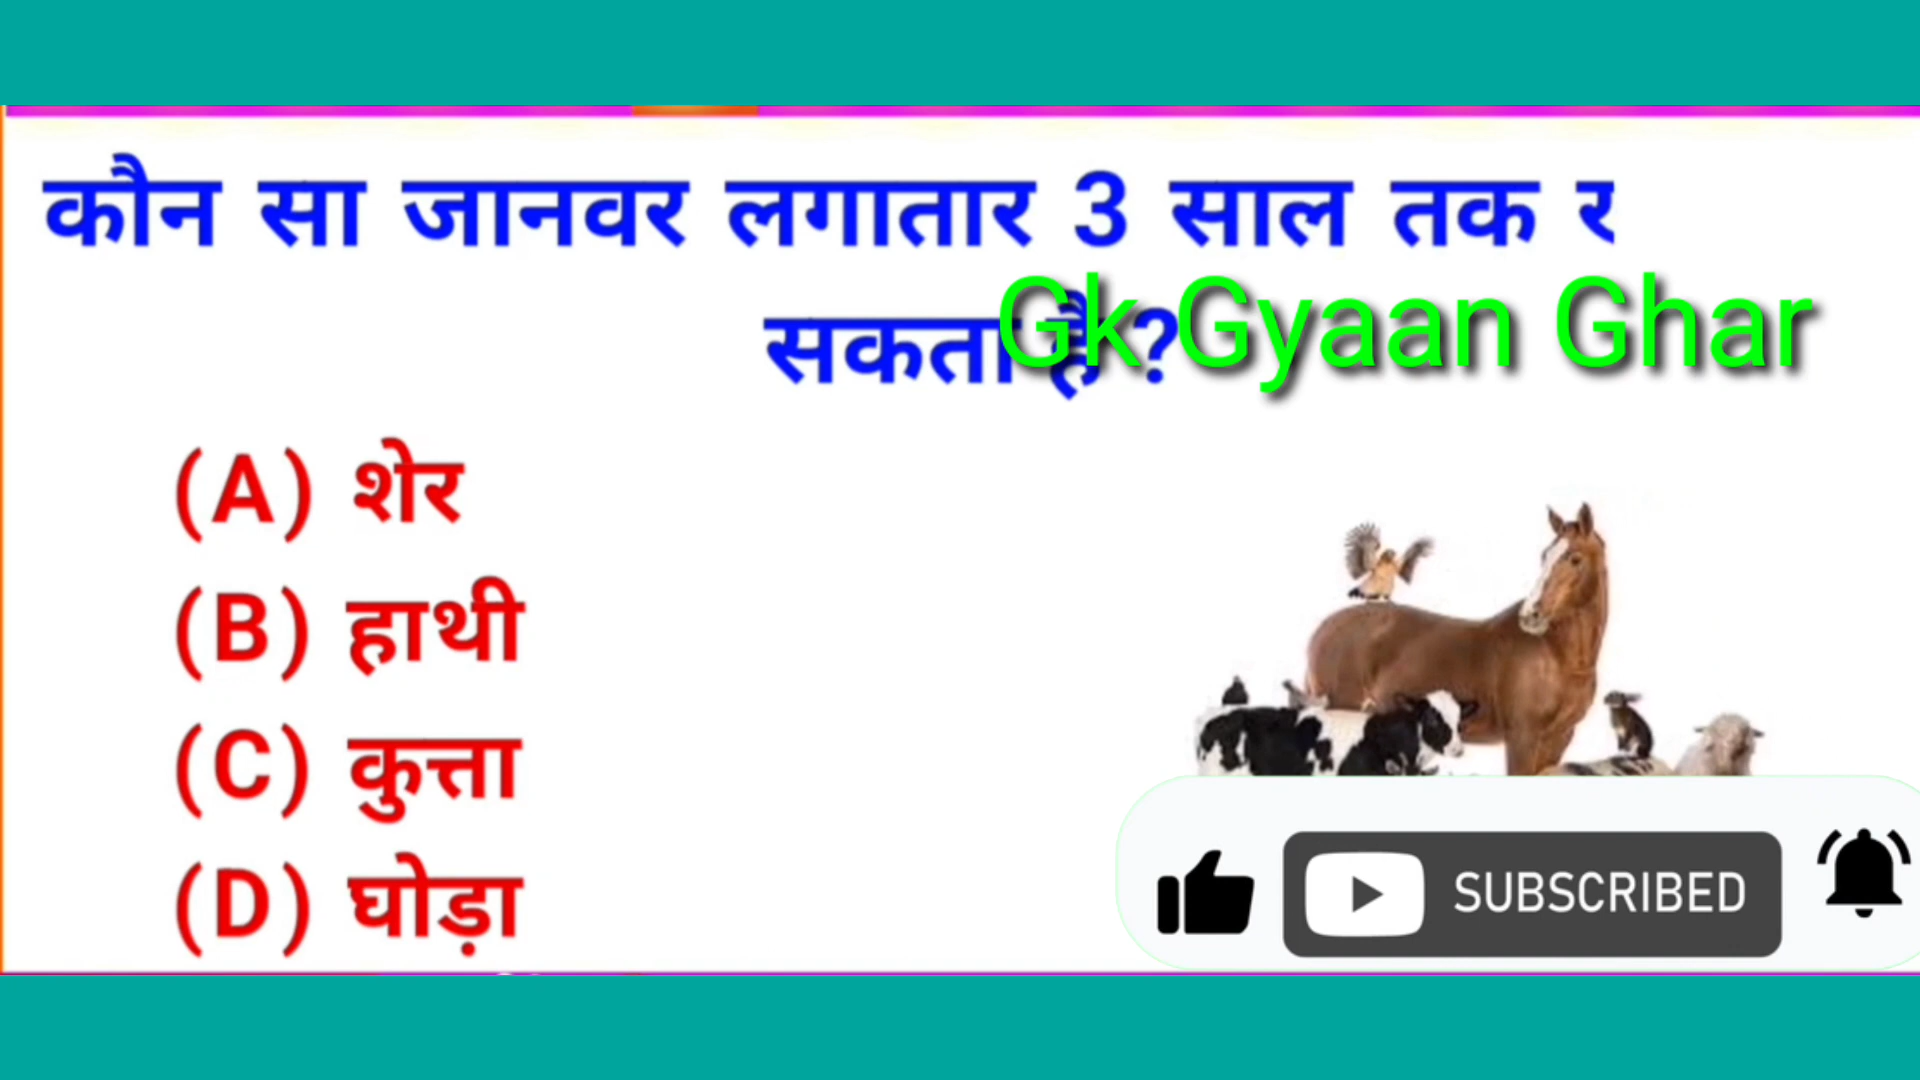 कौन सा जानवर लगातार 3 साल तक
सकता है ?
Gk Gyaan Ghar
(A) शेर
(B) हाथी
(C) कुत्ता
(D) घोड़ा
SUBSCRIBED